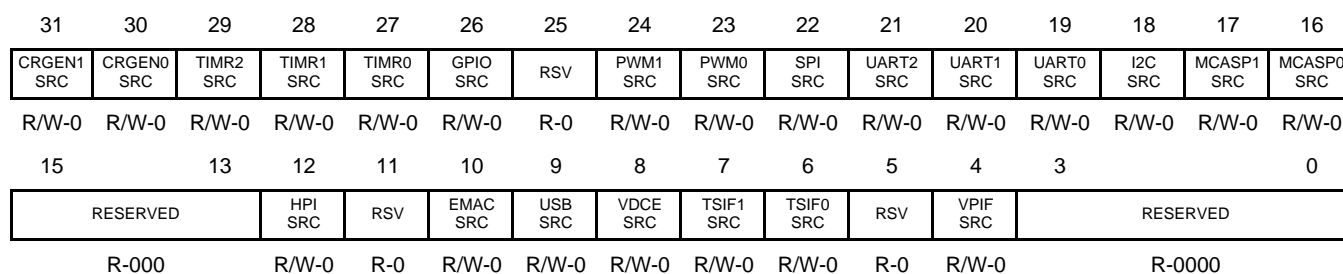 31 30 29 28 27 26 25 24 23 22 21 20 19 18 17 16
CRGEN1 CRGEN0 TIMR2 TIMR1 TIMR0 GPIO RSV PWM1 PWM0 SPI UART2 UART1 UART0 I2C MCASP1 MCASP0
SRC SRC SRC SRC SRC SRC SRC SRC SRC SRC SRC SRC SRC SRC SRC
R/W-0 R/W-0 R/W-0 R/W-0 R/W-0 R/W-0 R-0 R/W-0 R/W-0 R/W-0 R/W-0 R/W-0 R/W-0 R/W-0 R/W-0 R/W-0
15 13 12 11 10 9 8 7 6 5 4 3 0
RESERVED HPI RSV EMAC USB VDCE TSIF1 TSIF0 RSV VPIF RESERVED
SRC SRC SRC SRC SRC SRC SRC
R-000 R/W-0 R-0 R/W-0 R/W-0 R/W-0 R/W-0 R/W-0 R-0 R/W-0 R-0000